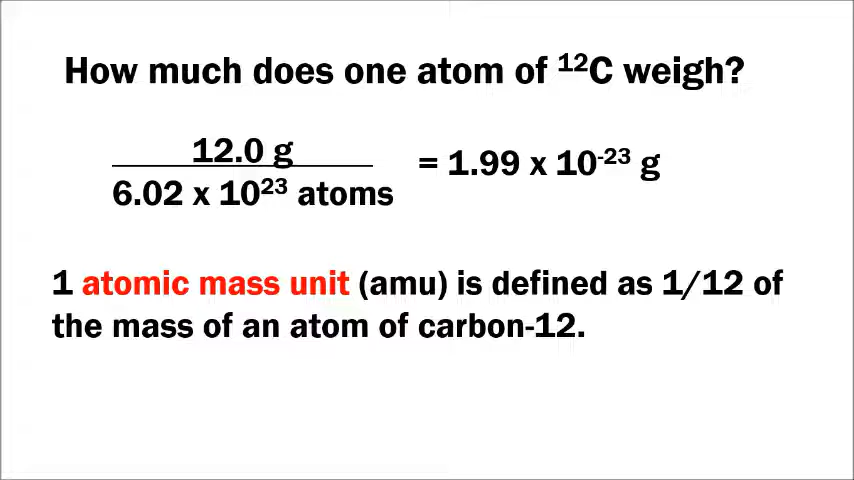 How much does one atom of ¹²C weigh?
12.0 g
6.02 x 10²³ atoms
= 1.99 x 10⁻²³ g
1 atomic mass unit (amu) is defined as 1/12 of
the mass of an atom of carbon-12.